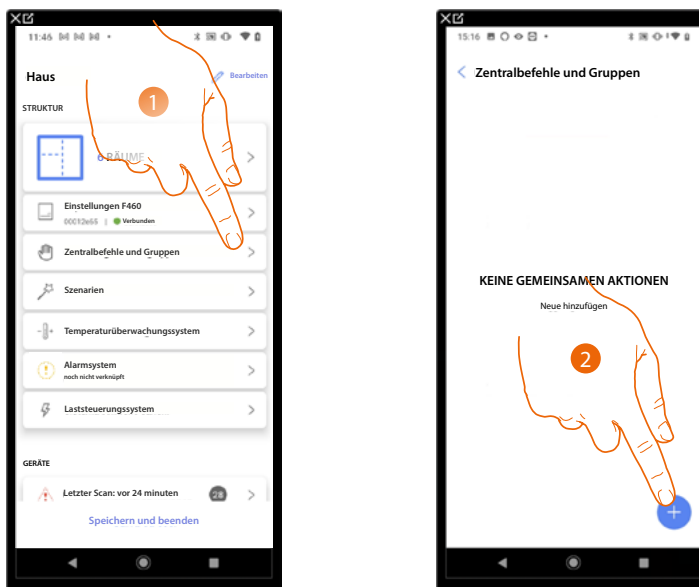 11:46
Haus
Bearbeiten
STRUKTUR
1
6 RÄUME
Einstellungen F460
00012e65 | Verbunden
Zentralbefehle und Gruppen
Szenarien
Temperaturüberwachungssystem
Alarmsystem
noch nicht verknüpft
Laststeuerungssystem
GERÄTE
Letzter Scan: vor 24 minuten
28
Speichern und beenden
15:16
Zentralbefehle und Gruppen
KEINE GEMEINSAMEN AKTIONEN
Neue hinzufügen
2